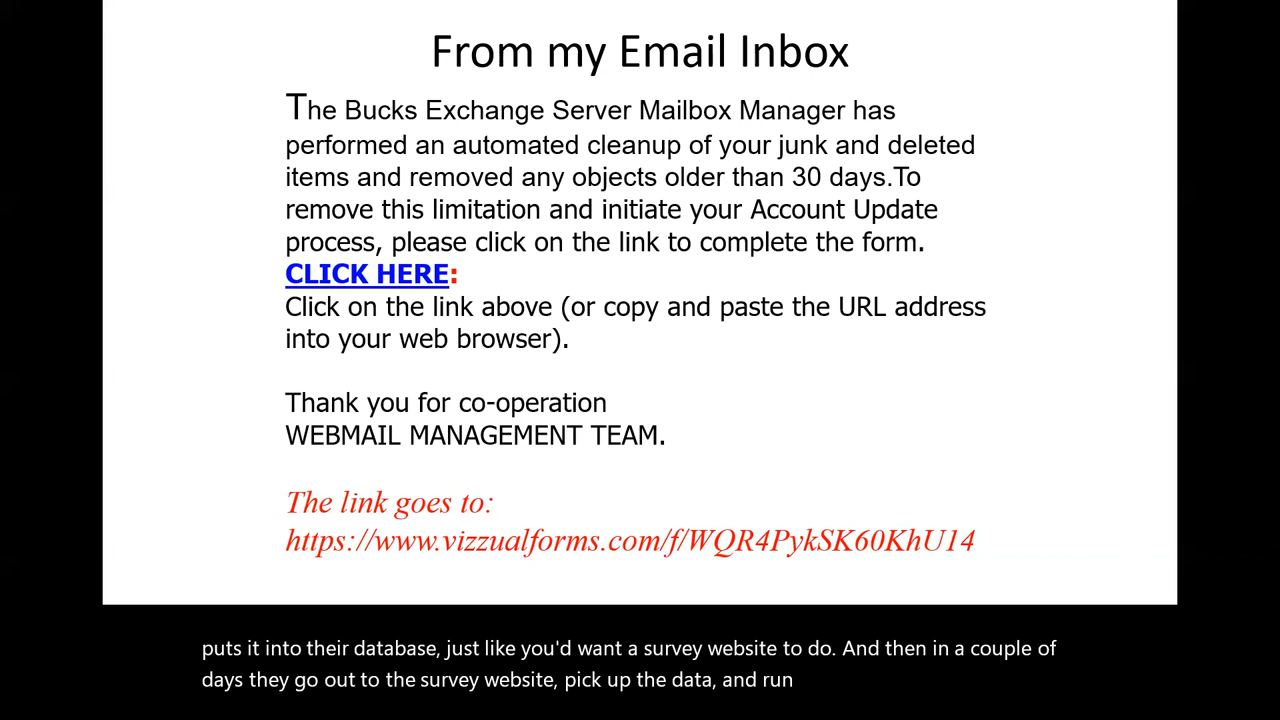 From my Email Inbox
The Bucks Exchange Server Mailbox Manager has
performed an automated cleanup of your junk and deleted
items and removed any objects older than 30 days.To
remove this limitation and initiate your Account Update
process, please click on the link to complete the form.
CLICK HERE:
Click on the link above (or copy and paste the URL address
into your web browser).
Thank you for co-operation
WEBMAIL MANAGEMENT TEAM.
The link goes to:
https://www.vizzualforms.com/f/WQR4PykSK60KhU14
puts it into their database, just like you'd want a survey website to do. And then in a couple of
days they go out to the survey website, pick up the data, and run